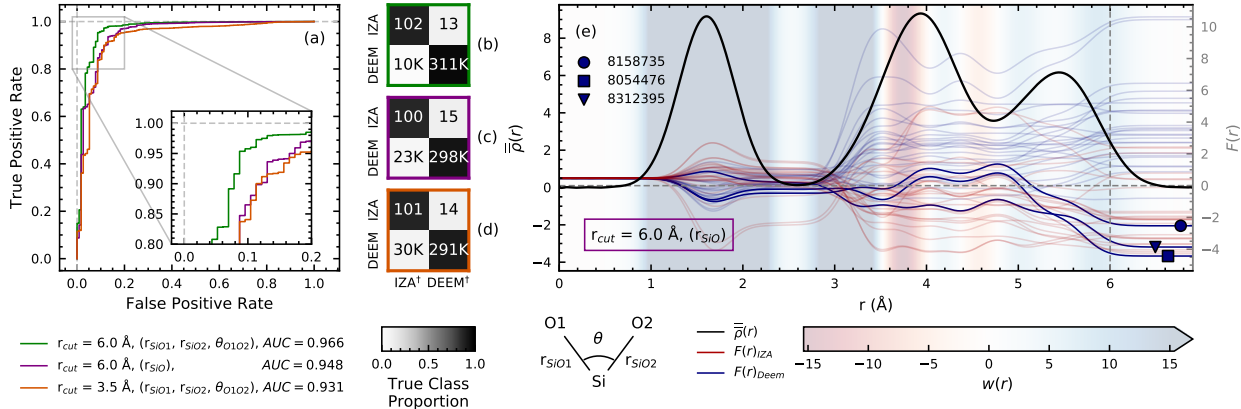 (a)
True Positive Rate
1.0
0.8
0.6
0.4
0.2
0.0
1.00
0.95
0.90
0.85
0.80
0.0 0.1 0.2
0.0 0.2 0.4 0.6 0.8 1.0
False Positive Rate
r_cut = 6.0 Å, (r_SiO1, r_SiO2, θ_O1O2), AUC = 0.966
r_cut = 6.0 Å, (r_SiO), AUC = 0.948
r_cut = 3.5 Å, (r_SiO1, r_SiO2, θ_O1O2), AUC = 0.931
IZA 102 13
DEEM 10K 311K
(b)
IZA 100 15
DEEM 23K 298K
(c)
IZA 101 14
DEEM 30K 291K
(d)
IZA† DEEM†
0.0 0.5 1.0
True Class
Proportion
(e)
8158735
8054476
8312395
r_cut = 6.0 Å, (r_SiO)
ρ̿(r)
8
6
4
2
0
−2
−4
0 1 2 3 4 5 6
r (Å)
10
8
6
4
2
0
−2
−4
F(r)
O1 θ O2
r_SiO1 r_SiO2
Si
ρ̿(r)
F(r)_IZA
F(r)_Deem
−15 −10 −5 0 5 10 15
w(r)